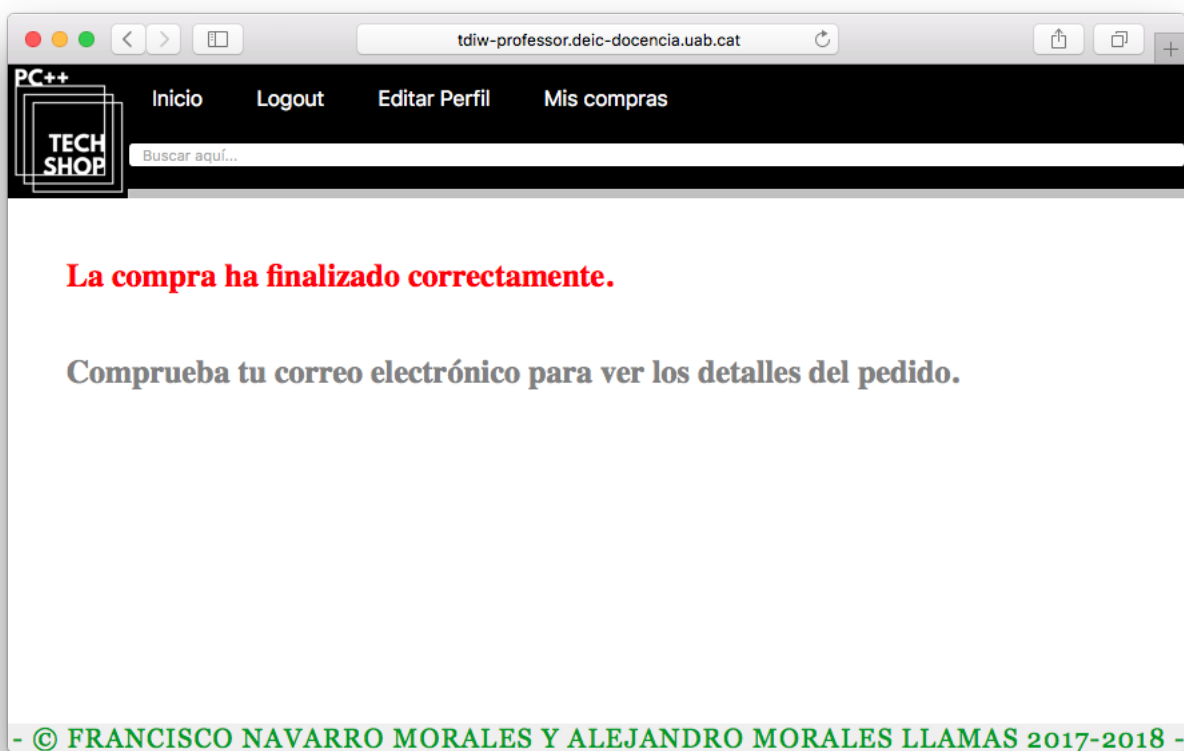 tdiw-professor.deic-docencia.uab.cat
PC++
TECH
SHOP
Inicio Logout Editar Perfil Mis compras
Buscar aquí...
La compra ha finalizado correctamente.
Comprueba tu correo electrónico para ver los detalles del pedido.
- © FRANCISCO NAVARRO MORALES Y ALEJANDRO MORALES LLAMAS 2017-2018 -